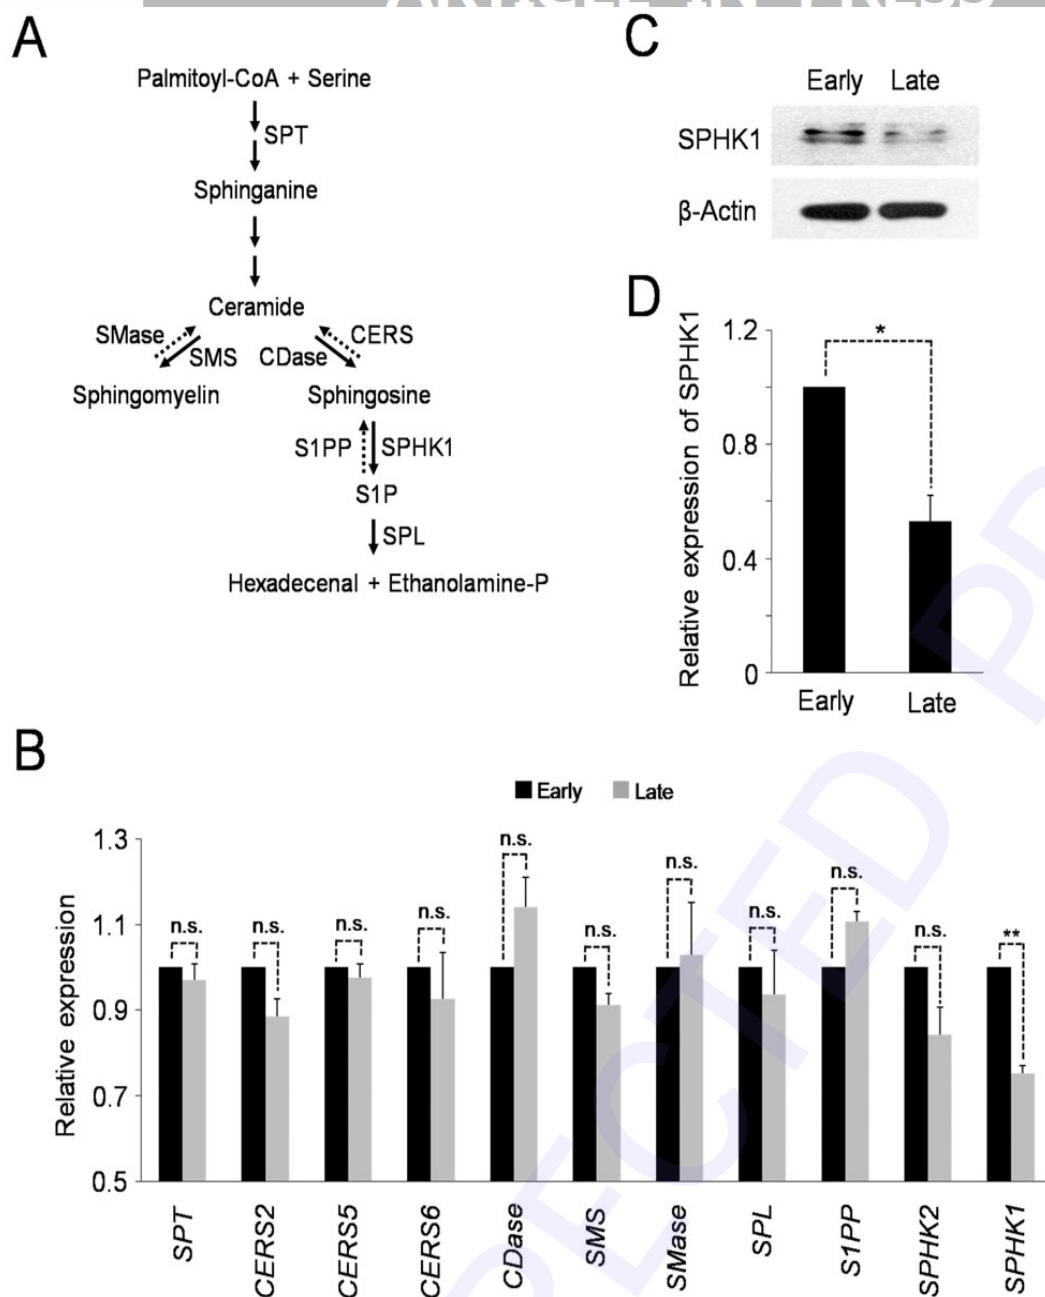 ARTICLE IN PRESS
A
Palmitoyl-CoA + Serine
SPT
Sphinganine
Ceramide
SMase
CERS
SMS
CDase
Sphingomyelin
Sphingosine
S1PP
SPHK1
S1P
SPL
Hexadecenal + Ethanolamine-P
C
Early Late
SPHK1
β-Actin
D
Relative expression of SPHK1
1.2
0.8
0.4
0
*
Early Late
B
Early Late
Relative expression
1.3
1.1
0.9
0.7
0.5
n.s.
n.s.
n.s.
n.s.
n.s.
n.s.
n.s.
n.s.
n.s.
n.s.
**
SPT
CERS2
CERS5
CERS6
CDase
SMS
SMase
SPL
S1PP
SPHK2
SPHK1